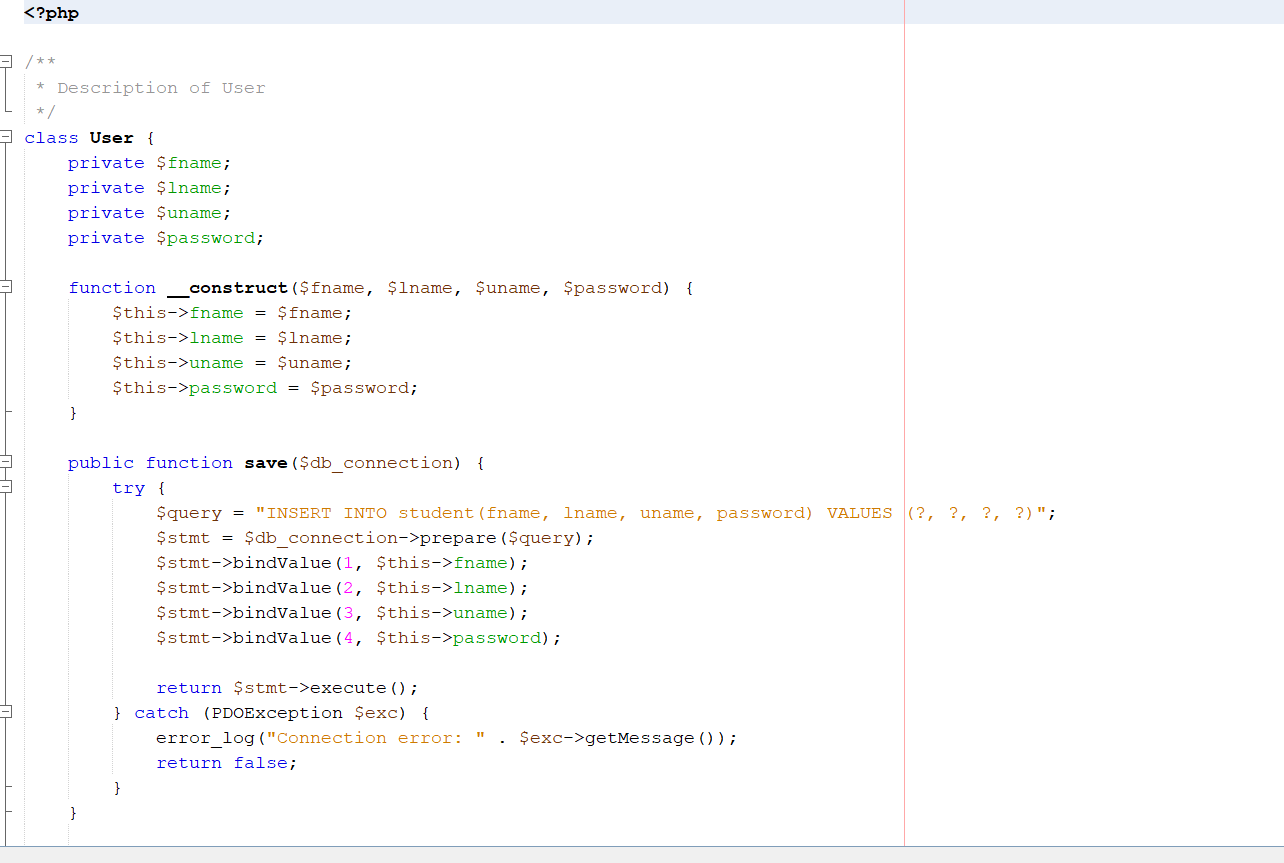 <?php
/**
 * Description of User
 */
class User {
    private $fname;
    private $lname;
    private $uname;
    private $password;

    function __construct($fname, $lname, $uname, $password) {
        $this->fname = $fname;
        $this->lname = $lname;
        $this->uname = $uname;
        $this->password = $password;
    }

    public function save($db_connection) {
        try {
            $query = "INSERT INTO student(fname, lname, uname, password) VALUES (?, ?, ?, ?)";
            $stmt = $db_connection->prepare($query);
            $stmt->bindValue(1, $this->fname);
            $stmt->bindValue(2, $this->lname);
            $stmt->bindValue(3, $this->uname);
            $stmt->bindValue(4, $this->password);

            return $stmt->execute();
        } catch (PDOException $exc) {
            error_log("Connection error: " . $exc->getMessage());
            return false;
        }
    }